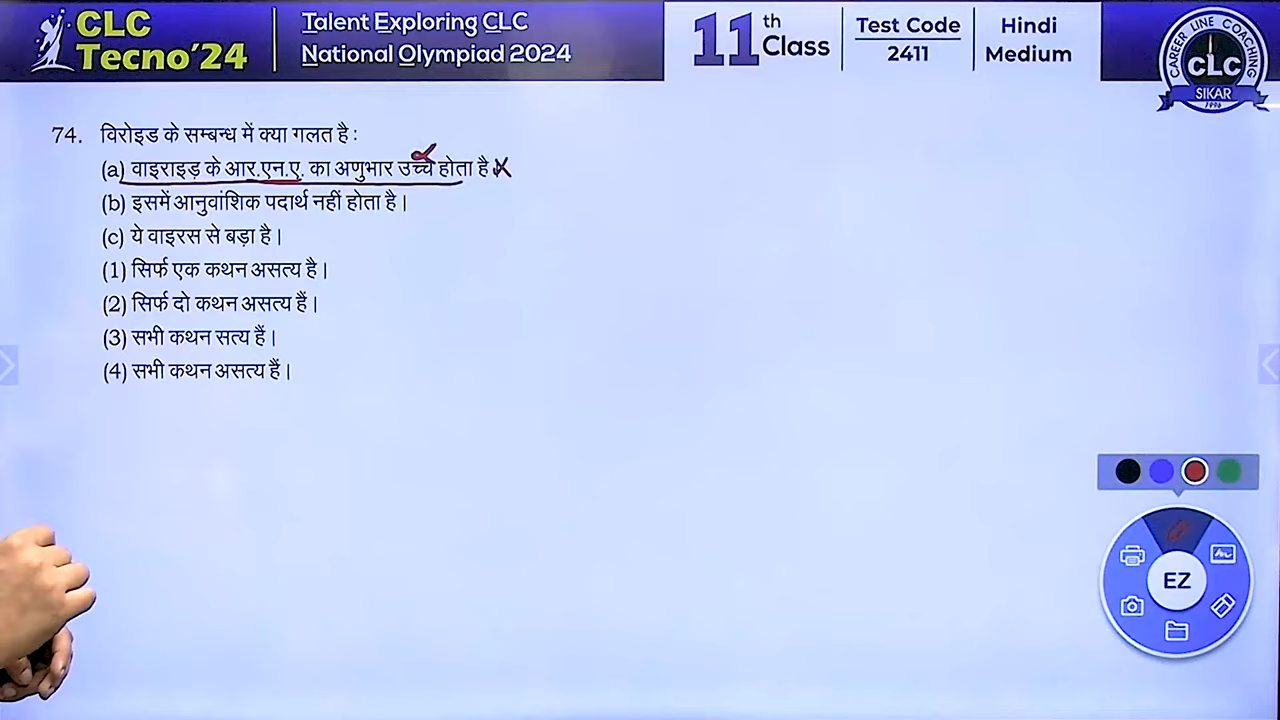 CLC
Tecno'24
Talent Exploring CLC
National Olympiad 2024
11th Class
Test Code
2411
Hindi
Medium
CAREER LINE COACHING
CLC
SIKAR
1996
74. विरोइड के सम्बन्ध में क्या गलत है :
(a) वाइराइड़ के आर.एन.ए. का अणुभार उच्च होता है
(b) इसमें आनुवांशिक पदार्थ नहीं होता है।
(c) ये वाइरस से बड़ा है।
(1) सिर्फ एक कथन असत्य है।
(2) सिर्फ दो कथन असत्य हैं।
(3) सभी कथन सत्य हैं।
(4) सभी कथन असत्य हैं।
EZ